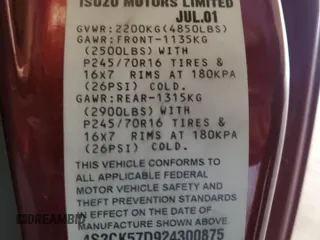 ISUZU MOTORS LIMITED
JUL.01
GVWR:2200KG(4850LBS)
GAWR:FRONT-1135KG
(2500LBS) WITH
P245/70R16 TIRES &
16x7 RIMS AT 180KPA
(26PSI) COLD.
GAWR:REAR-1315KG
(2900LBS) WITH
P245/70R16 TIRES &
16x7 RIMS AT 180KPA
(26PSI) COLD.
THIS VEHICLE CONFORMS TO
ALL APPLICABLE FEDERAL
MOTOR VEHICLE SAFETY AND
THEFT PREVENTION STANDARDS
IN EFFECT ON THE DATE OF
MANUFACTURE SHOWN ABOVE
4S2CK57D924300875